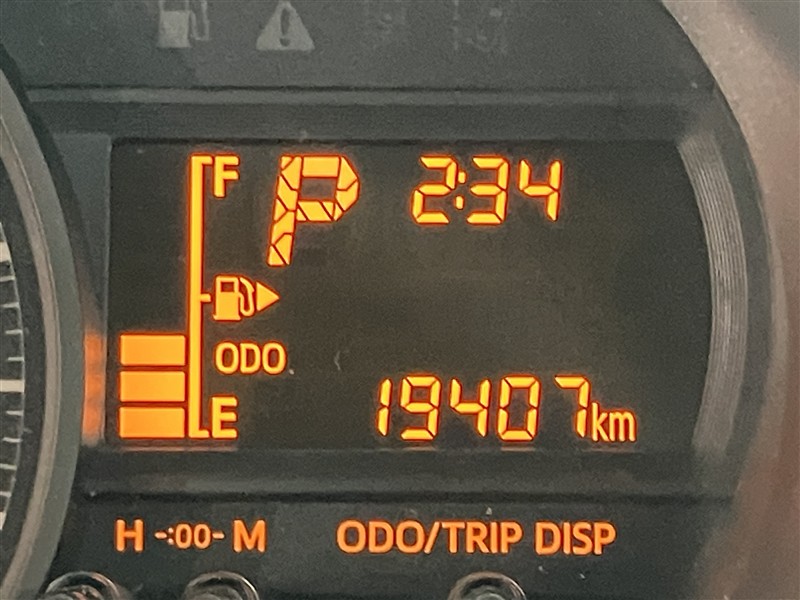 F P 2:34
ODO
E 19407km
H -:00- M ODO/TRIP DISP